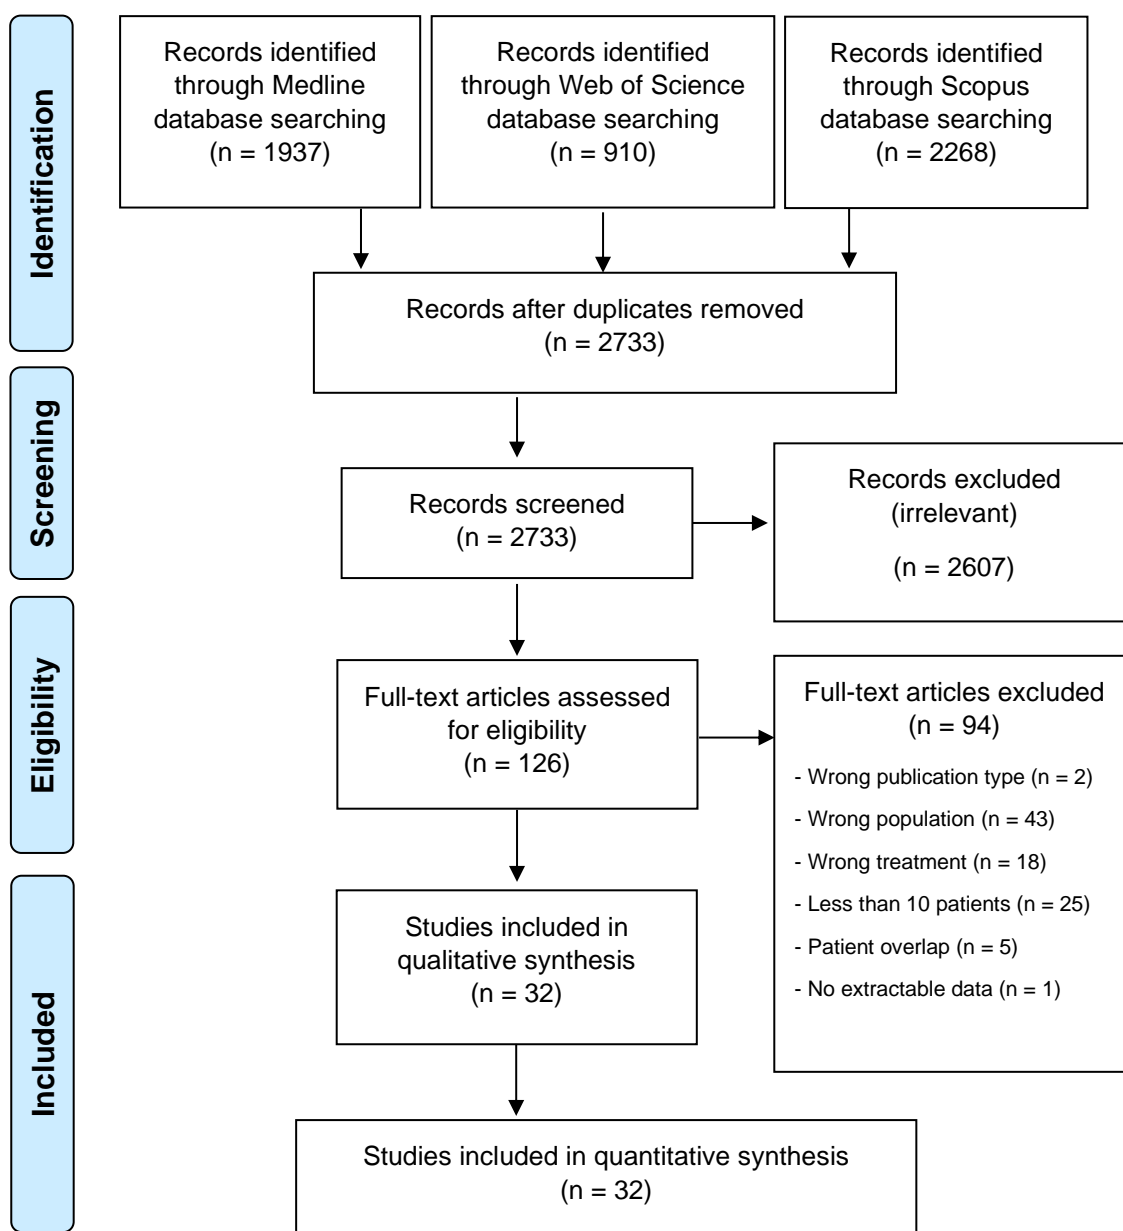 Identification
Records identified
through Medline
database searching
(n = 1937)
Records identified
through Web of Science
database searching
(n = 910)
Records identified
through Scopus
database searching
(n = 2268)
Records after duplicates removed
(n = 2733)
Screening
Records screened
(n = 2733)
Records excluded
(irrelevant)
(n = 2607)
Eligibility
Full-text articles assessed
for eligibility
(n = 126)
Full-text articles excluded
(n = 94)
- Wrong publication type (n = 2)
- Wrong population (n = 43)
- Wrong treatment (n = 18)
- Less than 10 patients (n = 25)
- Patient overlap (n = 5)
- No extractable data (n = 1)
Included
Studies included in
qualitative synthesis
(n = 32)
Studies included in quantitative synthesis
(n = 32)